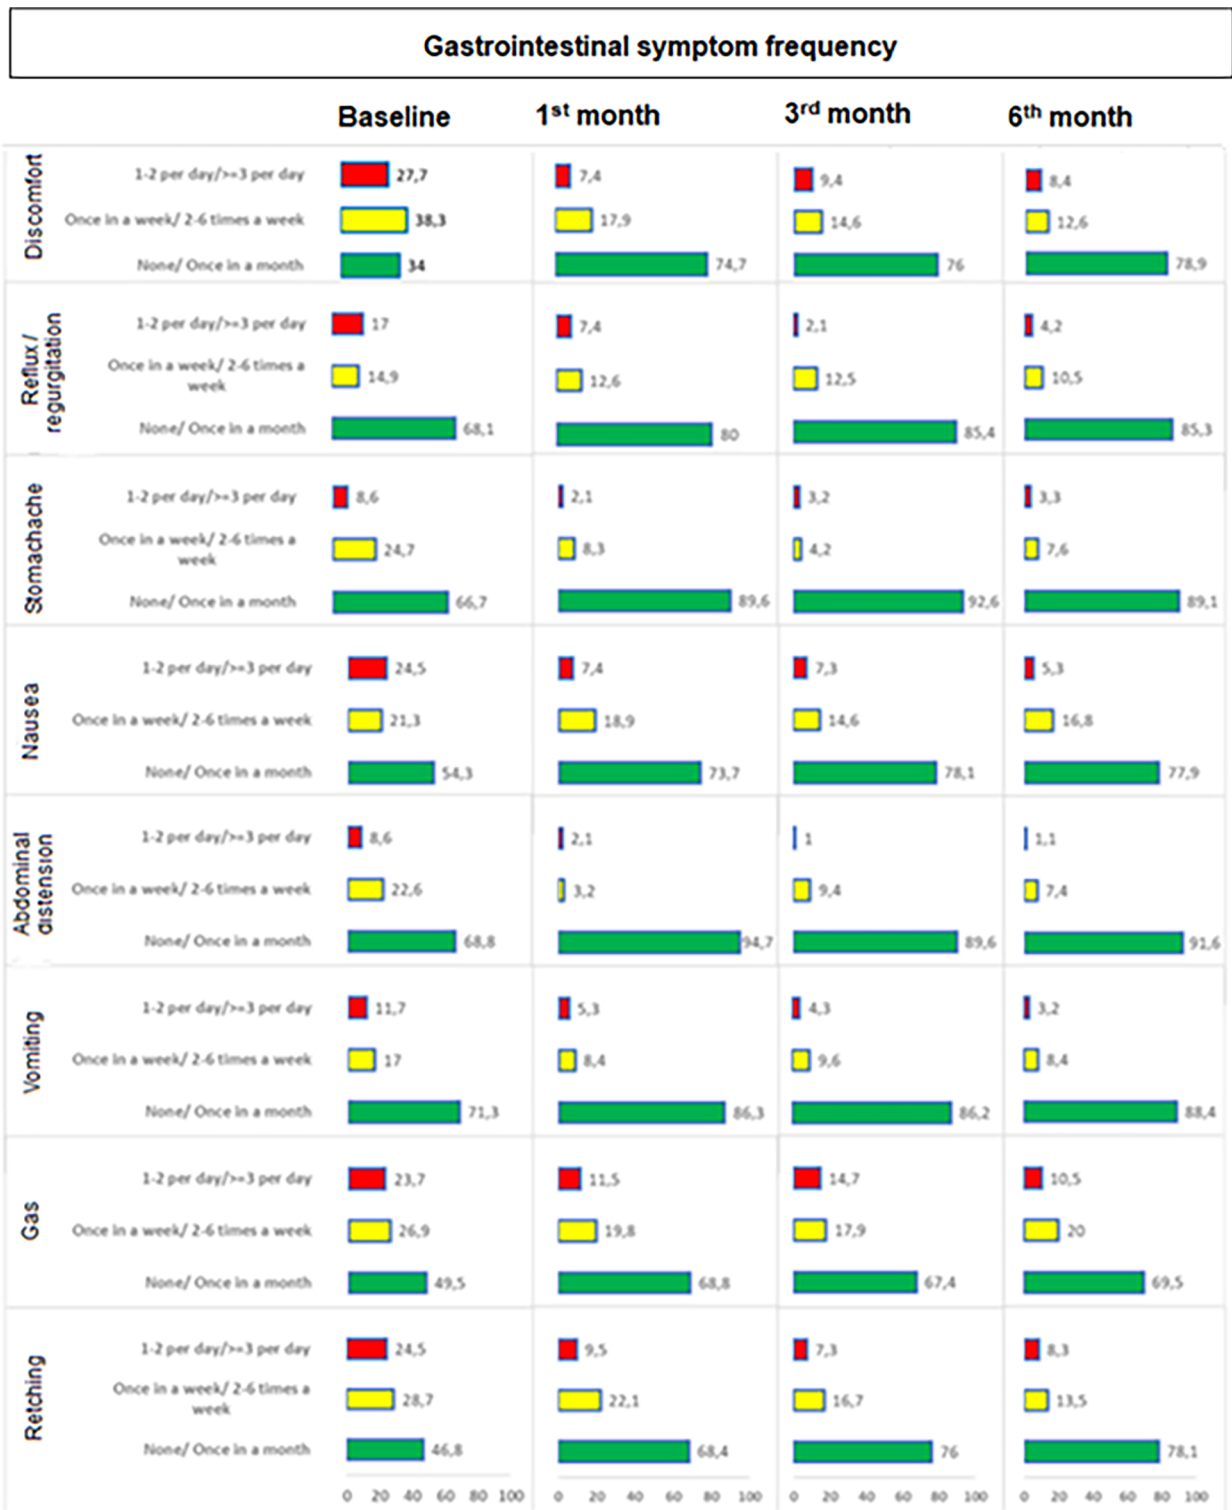 Gastrointestinal symptom frequency
Baseline 1st month 3rd month 6th month
Discomfort
1-2 per day/>=3 per day 27,7 7,4 9,4 8,4
Once in a week/ 2-6 times a week 38,3 17,9 14,6 12,6
None/ Once in a month 34 74,7 76 78,9
Reflux /
regurgitation
1-2 per day/>=3 per day 17 7,4 2,1 4,2
Once in a week/ 2-6 times a
week 14,9 12,6 12,5 10,5
None/ Once in a month 68,1 80 85,4 85,3
Stomachache
1-2 per day/>=3 per day 8,6 2,1 3,2 3,3
Once in a week/ 2-6 times a
week 24,7 8,3 4,2 7,6
None/ Once in a month 66,7 89,6 92,6 89,1
Nausea
1-2 per day/>=3 per day 24,5 7,4 7,3 5,3
Once in a week/ 2-6 times a week 21,3 18,9 14,6 16,8
None/ Once in a month 54,3 73,7 78,1 77,9
Abdominal
distension
1-2 per day/>=3 per day 8,6 2,1 1 1,1
Once in a week/ 2-6 times a week 22,6 3,2 9,4 7,4
None/ Once in a month 68,8 94,7 89,6 91,6
Vomiting
1-2 per day/>=3 per day 11,7 5,3 4,3 3,2
Once in a week/ 2-6 times a week 17 8,4 9,6 8,4
None/ Once in a month 71,3 86,3 86,2 88,4
Gas
1-2 per day/>=3 per day 23,7 11,5 14,7 10,5
Once in a week/ 2-6 times a week 26,9 19,8 17,9 20
None/ Once in a month 49,5 68,8 67,4 69,5
Retching
1-2 per day/>=3 per day 24,5 9,5 7,3 8,3
Once in a week/ 2-6 times a
week 28,7 22,1 16,7 13,5
None/ Once in a month 46,8 68,4 76 78,1
0 20 40 60 80 100 0 20 40 60 80 100 0 20 40 60 80 100 0 20 40 60 80 100